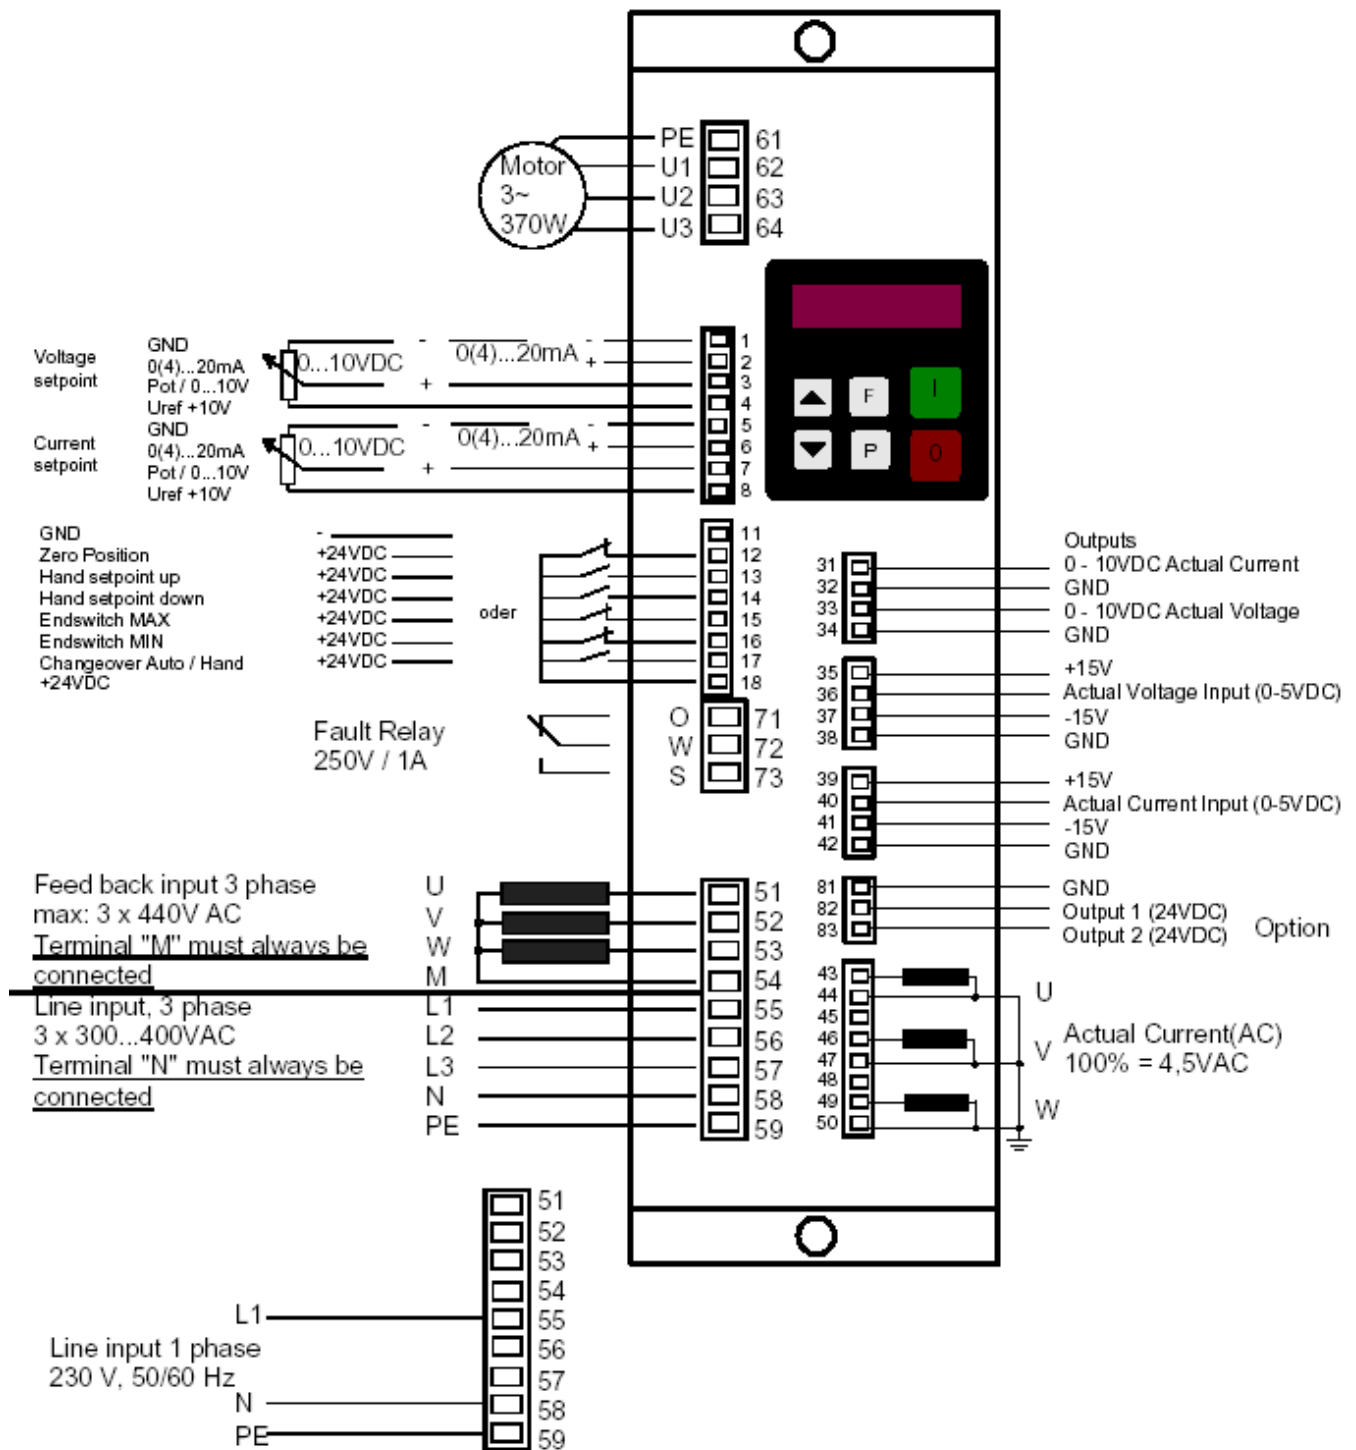 PE 61
Motor U1 62
3~ U2 63
370W U3 64
Voltage
setpoint
GND
0(4)...20mA
Pot / 0...10V
Uref +10V
0...10VDC
-
+
0(4)...20mA
-
+
1
2
3
4
Current
setpoint
GND
0(4)...20mA
Pot / 0...10V
Uref +10V
0...10VDC
-
+
0(4)...20mA
-
+
5
6
7
8
F
I
P
0
GND - 11
Zero Position +24VDC 12
Hand setpoint up +24VDC 13
Hand setpoint down +24VDC 14
Endswitch MAX +24VDC 15
Endswitch MIN +24VDC 16
Changeover Auto / Hand +24VDC 17
+24VDC 18
oder
Fault Relay
250V / 1A
O 71
W 72
S 73
Outputs
31 0 - 10VDC Actual Current
32 GND
33 0 - 10VDC Actual Voltage
34 GND
35 +15V
36 Actual Voltage Input (0-5VDC)
37 -15V
38 GND
39 +15V
40 Actual Current Input (0-5VDC)
41 -15V
42 GND
81 GND
82 Output 1 (24VDC)
83 Output 2 (24VDC)
Option
Feed back input 3 phase
max: 3 x 440V AC
Terminal "M" must always be
connected
U 51
V 52
W 53
M 54
Line input, 3 phase
3 x 300...400VAC
Terminal "N" must always be
connected
L1 55
L2 56
L3 57
N 58
PE 59
43
44
45
46
47
48
49
50
U
V
W
Actual Current(AC)
100% = 4,5VAC
51
52
53
54
L1 55
56
57
N 58
PE 59
Line input 1 phase
230 V, 50/60 Hz